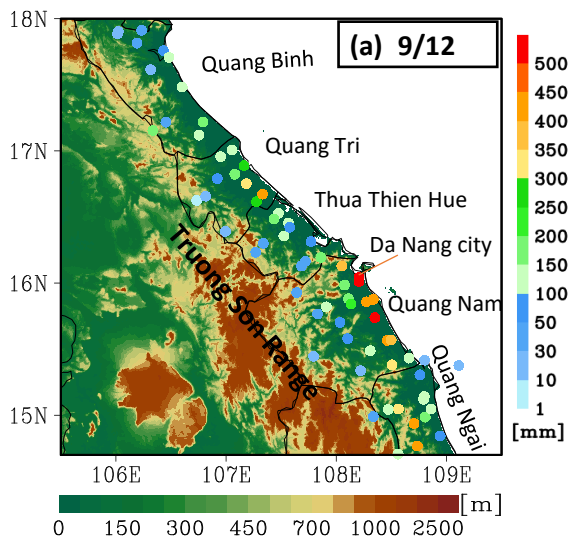 18N
17N
16N
15N
(a) 9/12
Quang Binh
Quang Tri
Thua Thien Hue
Da Nang city
Quang Nam
Quang Ngai
Truong Son Range
106E 107E 108E 109E
500
450
400
350
300
250
200
150
100
50
30
10
1
[mm]
0 150 300 450 700 1000 2500 [m]